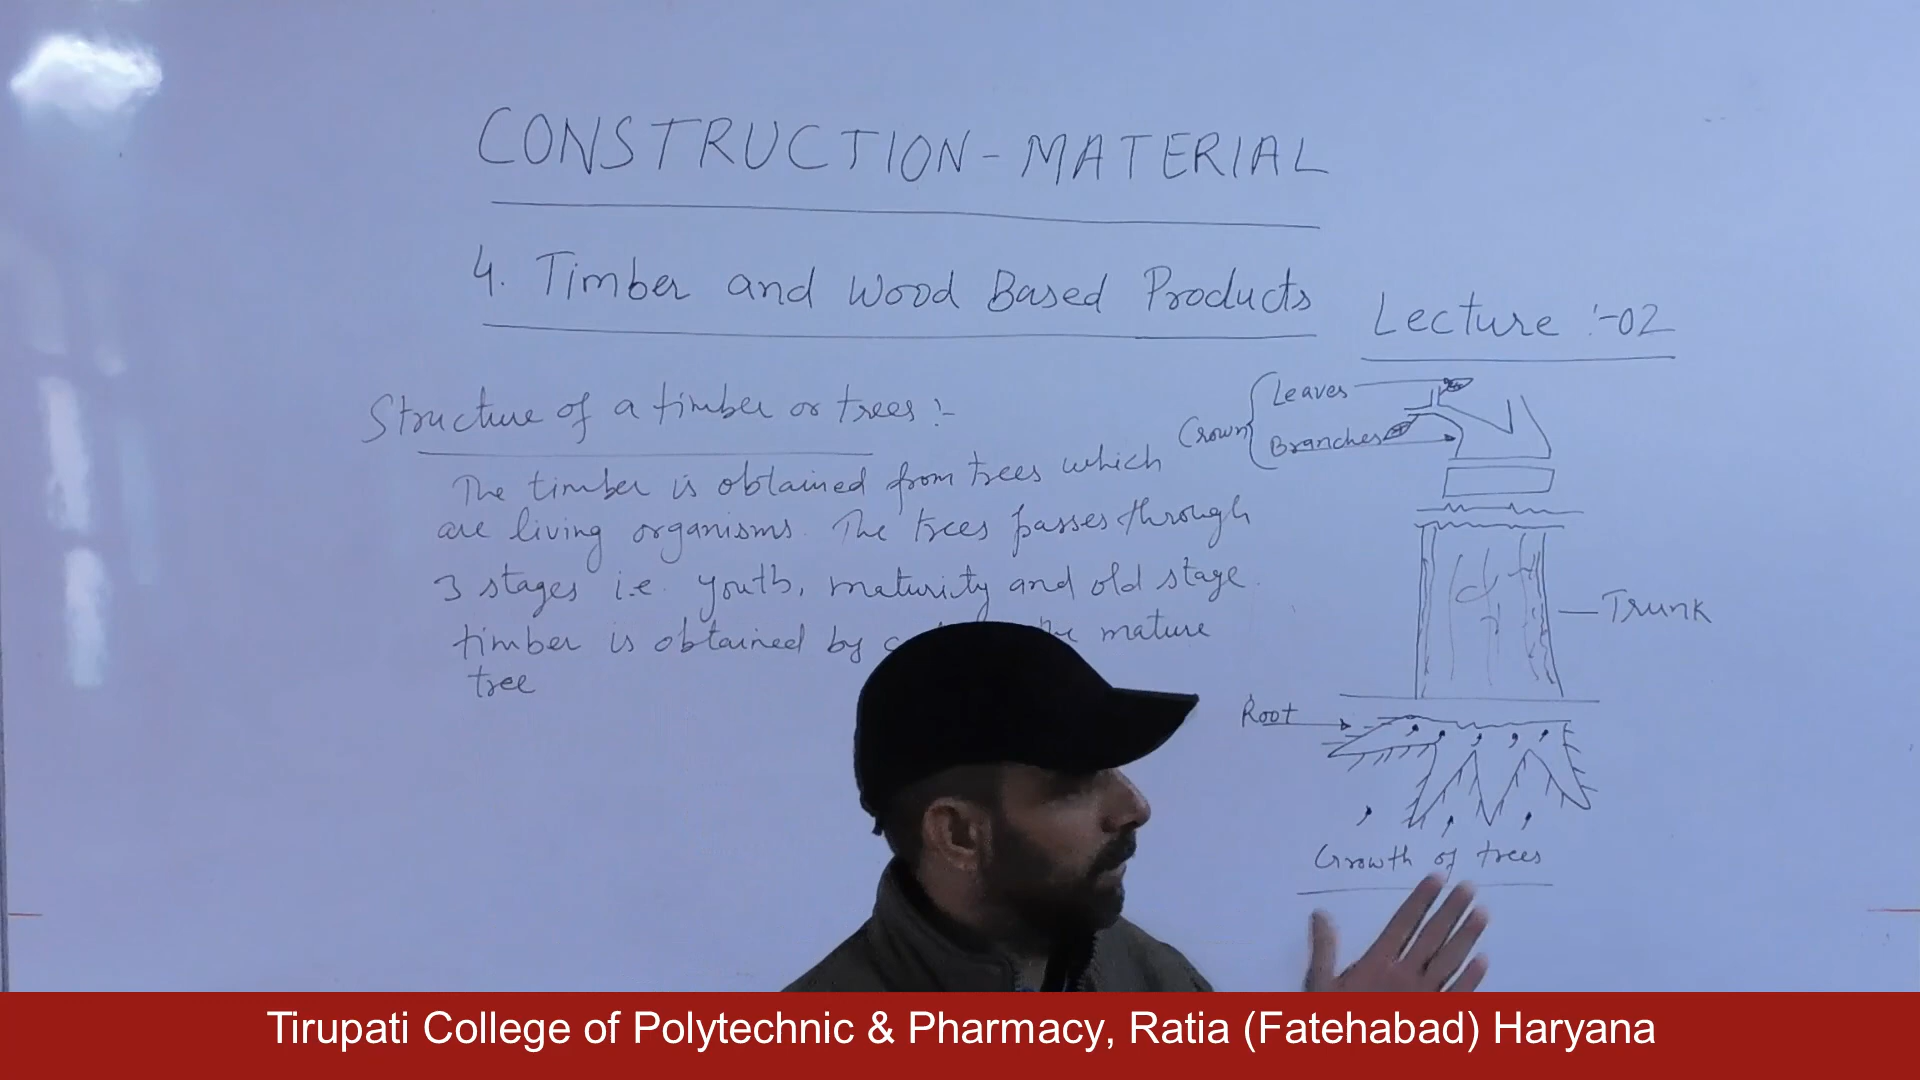 CONSTRUCTION-MATERIAL
4. Timber and Wood Based Products
Lecture :-02
Structure of a timber or trees :-
The timber is obtained from trees which
are living organisms. The trees passes through
3 stages i.e. youth, maturity and old stage.
timber is obtained by mature
tree
Crown
Leaves
Branches
Trunk
Root
Growth of trees
Tirupati College of Polytechnic & Pharmacy, Ratia (Fatehabad) Haryana